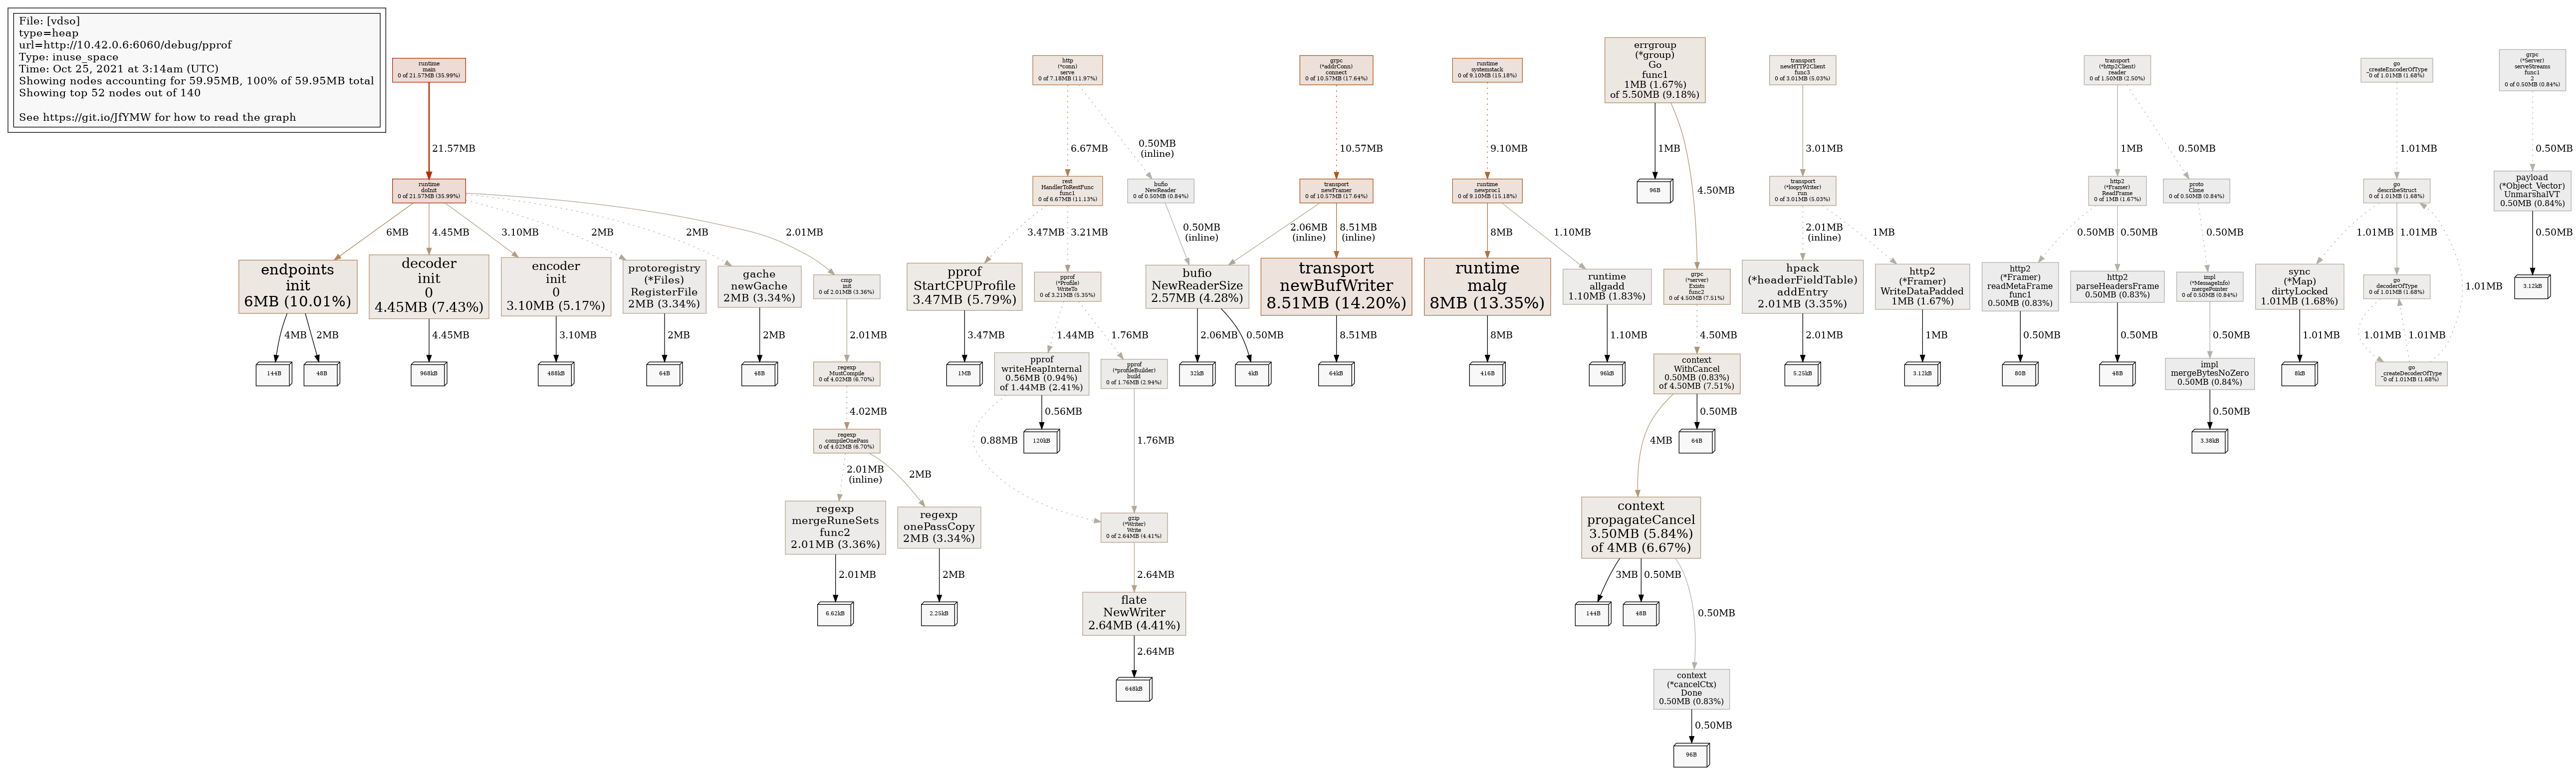 File: [vdso]
type=heap
url=http://10.42.0.6:6060/debug/pprof
Type: inuse_space
Time: Oct 25, 2021 at 3:14am (UTC)
Showing nodes accounting for 59.95MB, 100% of 59.95MB total
Showing top 52 nodes out of 140
See https://git.io/JfYMW for how to read the graph
runtime
main
0 of 21.57MB (35.99%)
21.57MB
runtime
doInit
0 of 21.57MB (35.99%)
6MB
4.45MB
3.10MB
2MB
2MB
2.01MB
endpoints
init
6MB (10.01%)
4MB
2MB
144B
48B
decoder
init
0
4.45MB (7.43%)
4.45MB
968kB
encoder
init
0
3.10MB (5.17%)
3.10MB
488kB
protoregistry
(*Files)
RegisterFile
2MB (3.34%)
2MB
64B
gache
newGache
2MB (3.34%)
2MB
48B
cmp
init
0 of 2.01MB (3.36%)
2.01MB
regexp
MustCompile
0 of 4.02MB (6.70%)
4.02MB
regexp
compileOnePass
0 of 4.02MB (6.70%)
2.01MB
(inline)
2MB
regexp
mergeRuneSets
func2
2.01MB (3.36%)
2.01MB
6.62kB
regexp
onePassCopy
2MB (3.34%)
2MB
2.25kB
http
(*conn)
serve
0 of 7.18MB (11.97%)
6.67MB
0.50MB
(inline)
rest
HandlerToRestFunc
func1
0 of 6.67MB (11.13%)
3.47MB
3.21MB
bufio
NewReader
0 of 0.50MB (0.84%)
0.50MB
(inline)
pprof
StartCPUProfile
3.47MB (5.79%)
3.47MB
1MB
pprof
(*Profile)
WriteTo
0 of 3.21MB (5.35%)
1.44MB
1.76MB
pprof
writeHeapInternal
0.56MB (0.94%)
of 1.44MB (2.41%)
0.88MB
0.56MB
120kB
pprof
(*profileBuilder)
build
0 of 1.76MB (2.94%)
1.76MB
gzip
(*Writer)
Write
0 of 2.64MB (4.41%)
2.64MB
flate
NewWriter
2.64MB (4.41%)
2.64MB
648kB
grpc
(*addrConn)
connect
0 of 10.57MB (17.64%)
10.57MB
transport
newFramer
0 of 10.57MB (17.64%)
2.06MB
(inline)
8.51MB
(inline)
bufio
NewReaderSize
2.57MB (4.28%)
2.06MB
0.50MB
32kB
4kB
transport
newBufWriter
8.51MB (14.20%)
8.51MB
64kB
runtime
systemstack
0 of 9.10MB (15.18%)
9.10MB
runtime
newproc1
0 of 9.10MB (15.18%)
8MB
1.10MB
runtime
malg
8MB (13.35%)
8MB
416B
runtime
allgadd
1.10MB (1.83%)
1.10MB
96kB
errgroup
(*group)
Go
func1
1MB (1.67%)
of 5.50MB (9.18%)
1MB
96B
4.50MB
grpc
(*server)
Exists
func2
0 of 4.50MB (7.51%)
4.50MB
context
WithCancel
0.50MB (0.83%)
of 4.50MB (7.51%)
4MB
0.50MB
64B
context
propagateCancel
3.50MB (5.84%)
of 4MB (6.67%)
3MB
0.50MB
0.50MB
144B
48B
context
(*cancelCtx)
Done
0.50MB (0.83%)
0.50MB
96B
transport
newHTTP2Client
func3
0 of 3.01MB (5.03%)
3.01MB
transport
(*loopyWriter)
run
0 of 3.01MB (5.03%)
2.01MB
(inline)
1MB
hpack
(*headerFieldTable)
addEntry
2.01MB (3.35%)
2.01MB
5.25kB
http2
(*Framer)
WriteDataPadded
1MB (1.67%)
1MB
3.12kB
transport
(*http2Client)
reader
0 of 1.50MB (2.50%)
1MB
0.50MB
http2
(*Framer)
ReadFrame
0 of 1MB (1.67%)
0.50MB
0.50MB
http2
(*Framer)
readMetaFrame
func1
0.50MB (0.83%)
0.50MB
80B
http2
parseHeadersFrame
0.50MB (0.83%)
0.50MB
48B
proto
Clone
0 of 0.50MB (0.84%)
0.50MB
impl
(*MessageInfo)
mergePointer
0 of 0.50MB (0.84%)
0.50MB
impl
mergeBytesNoZero
0.50MB (0.84%)
0.50MB
3.38kB
go
_createEncoderOfType
0 of 1.01MB (1.68%)
1.01MB
go
describeStruct
0 of 1.01MB (1.68%)
1.01MB
1.01MB
sync
(*Map)
dirtyLocked
1.01MB (1.68%)
1.01MB
8kB
go
decoderOfType
0 of 1.01MB (1.68%)
1.01MB
1.01MB
1.01MB
go
_createDecoderOfType
0 of 1.01MB (1.68%)
grpc
(*Server)
serveStreams
func1
2
0 of 0.50MB (0.84%)
0.50MB
payload
(*Object_Vector)
UnmarshalVT
0.50MB (0.84%)
0.50MB
3.12kB